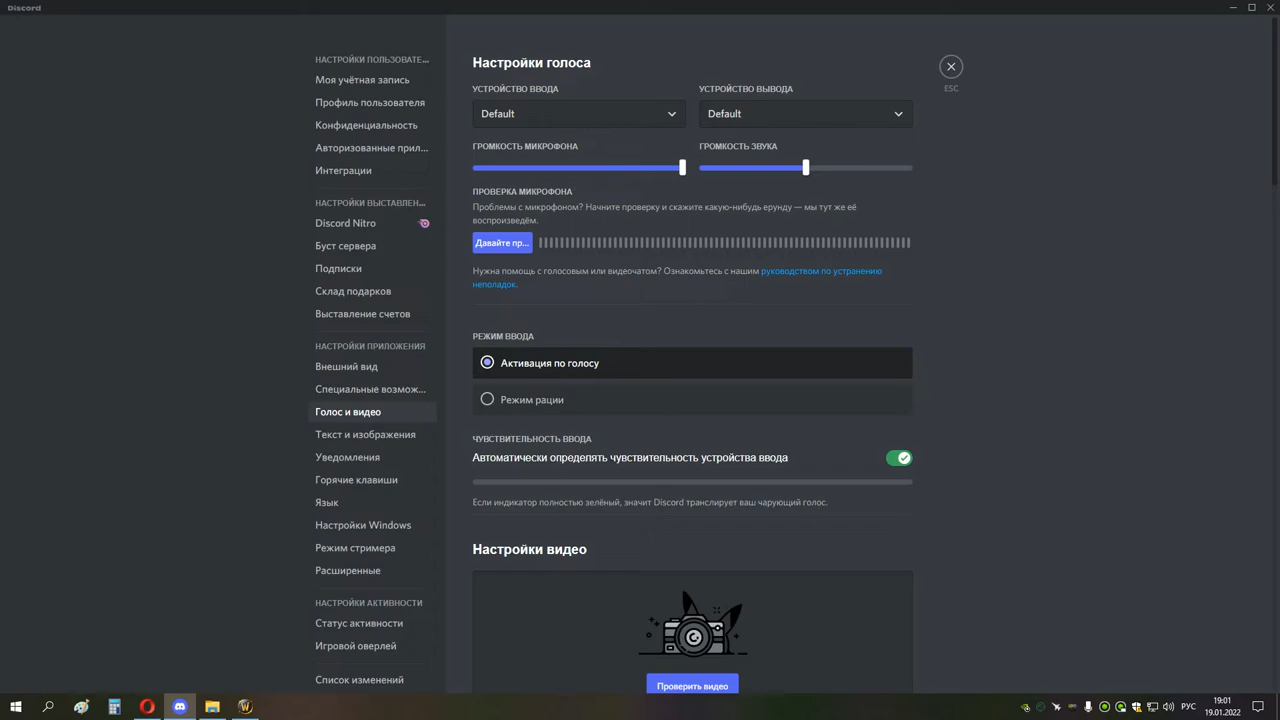 Discord
НАСТРОЙКИ ПОЛЬЗОВАТЕ...
Моя учётная запись
Профиль пользователя
Конфиденциальность
Авторизованные прил...
Интеграции
НАСТРОЙКИ ВЫСТАВЛЕН...
Discord Nitro
Буст сервера
Подписки
Склад подарков
Выставление счетов
НАСТРОЙКИ ПРИЛОЖЕНИЯ
Внешний вид
Специальные возмож...
Голос и видео
Текст и изображения
Уведомления
Горячие клавиши
Язык
Настройки Windows
Режим стримера
Расширенные
НАСТРОЙКИ АКТИВНОСТИ
Статус активности
Игровой оверлей
Список изменений
Настройки голоса
ESC
УСТРОЙСТВО ВВОДА
УСТРОЙСТВО ВЫВОДА
Default
Default
ГРОМКОСТЬ МИКРОФОНА
ГРОМКОСТЬ ЗВУКА
ПРОВЕРКА МИКРОФОНА
Проблемы с микрофоном? Начните проверку и скажите какую-нибудь ерунду — мы тут же её
воспроизведём.
Давайте пр...
Нужна помощь с голосовым или видеочатом? Ознакомьтесь с нашим руководством по устранению
неполадок.
РЕЖИМ ВВОДА
Активация по голосу
Режим рации
ЧУВСТВИТЕЛЬНОСТЬ ВВОДА
Автоматически определять чувствительность устройства ввода
Если индикатор полностью зелёный, значит Discord транслирует ваш чарующий голос.
Настройки видео
Проверить видео
РУС
19:01
19.01.2022